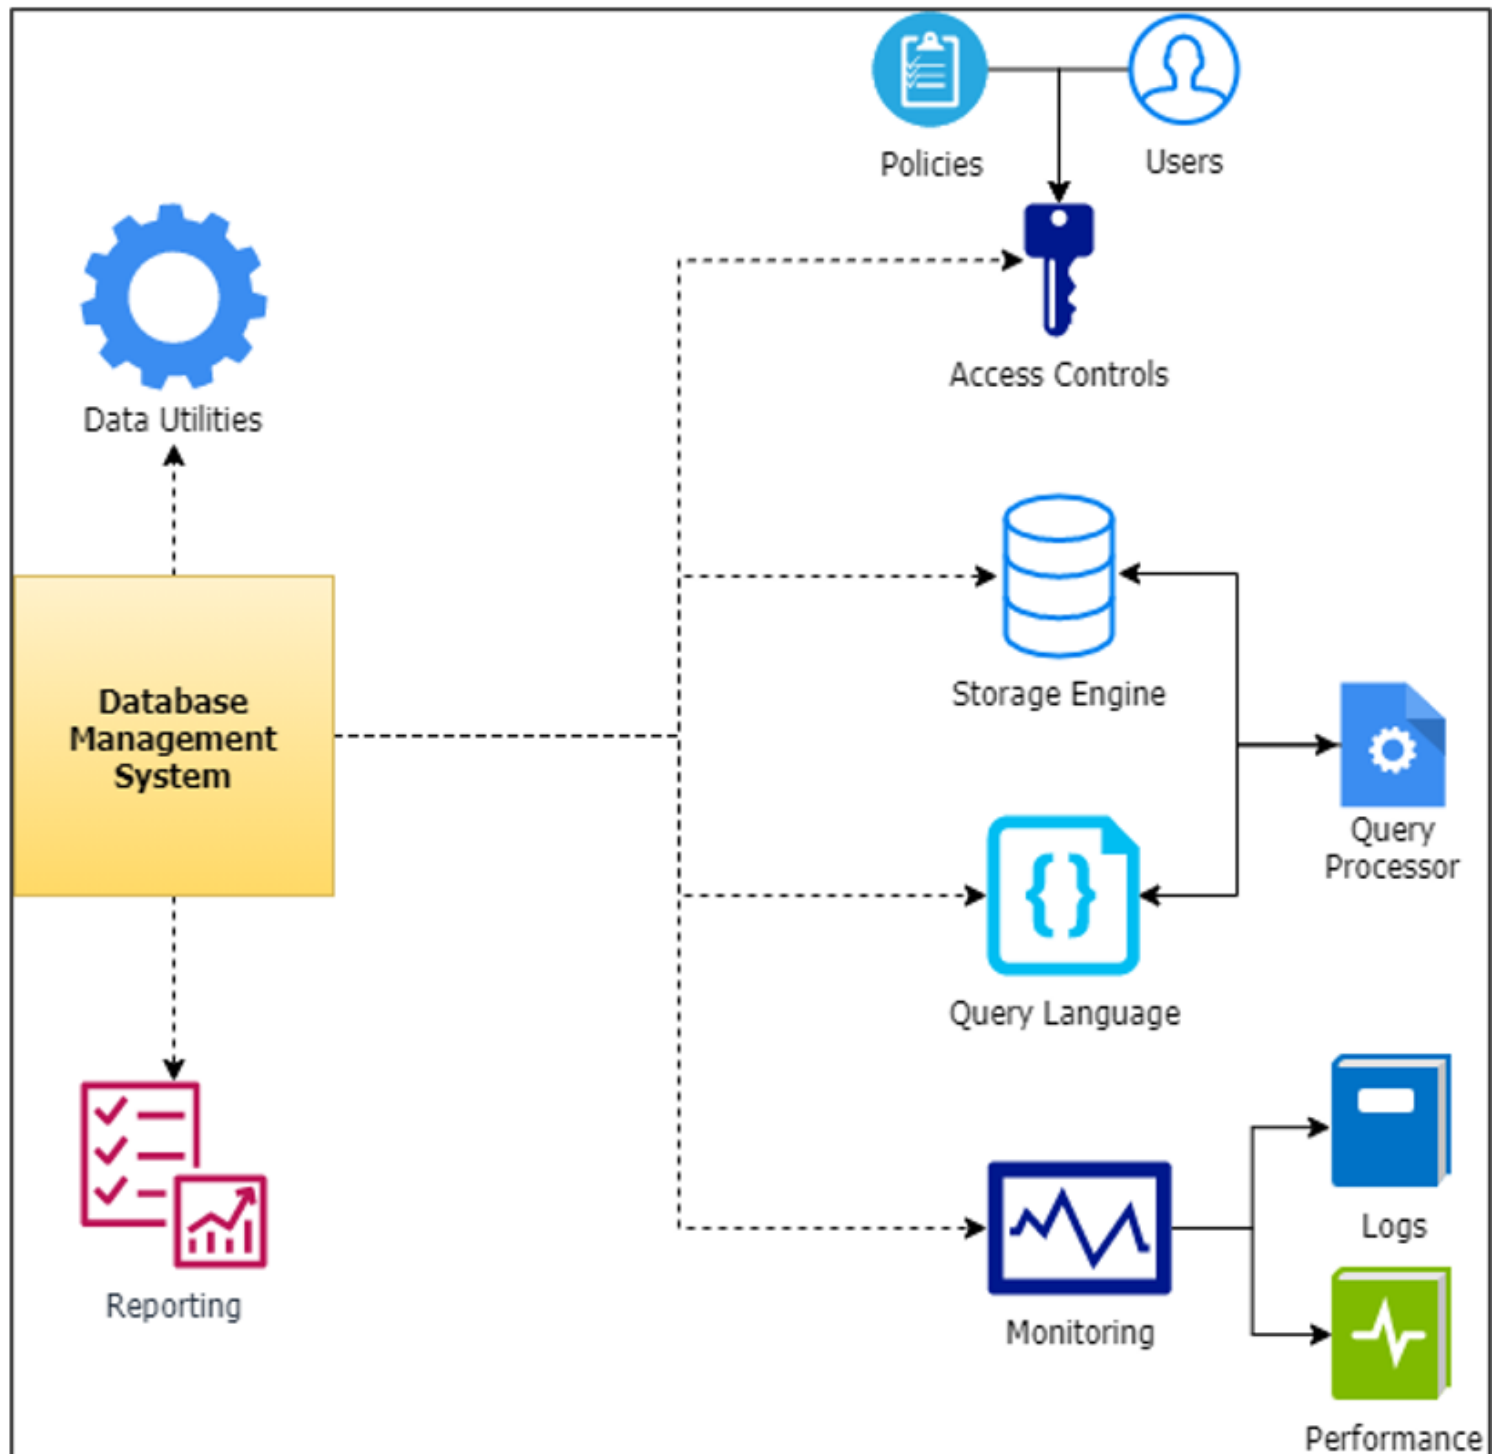 Policies
Users
Access Controls
Data Utilities
Storage Engine
Database
Management
System
Query
Processor
Query Language
Logs
Reporting
Monitoring
Performance